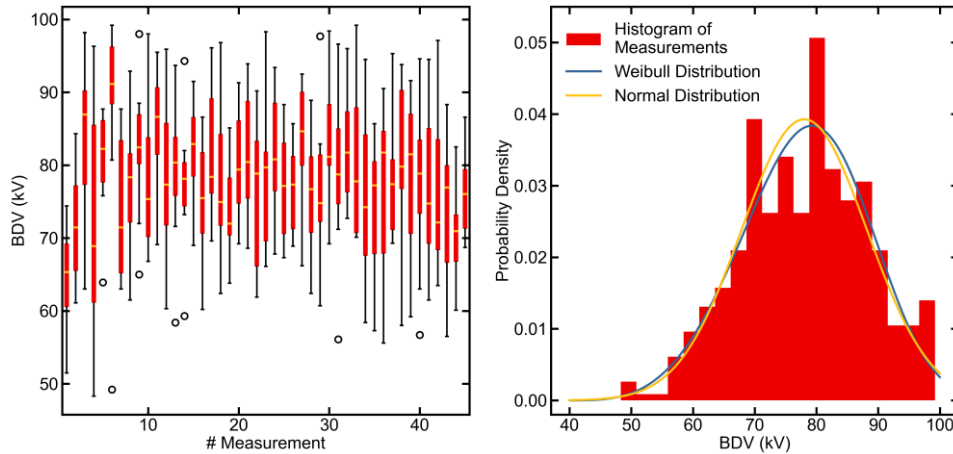 100
90
80
70
60
50
BDV (kV)
10
20
30
40
# Measurement
0.05
0.04
0.03
0.02
0.01
0.00
Probability Density
Histogram of
Measurements
Weibull Distribution
Normal Distribution
40
50
60
70
80
90
100
BDV (kV)